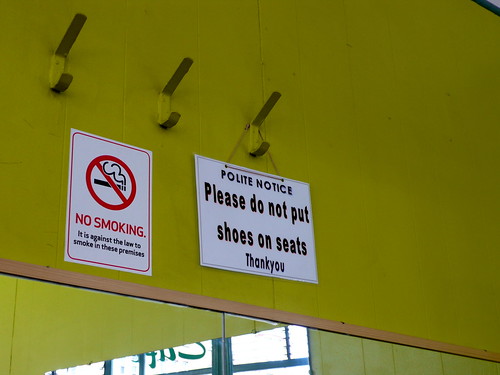 NO SMOKING.
It is against the law to
smoke in these premises
POLITE NOTICE
Please do not put
shoes on seats
Thankyou